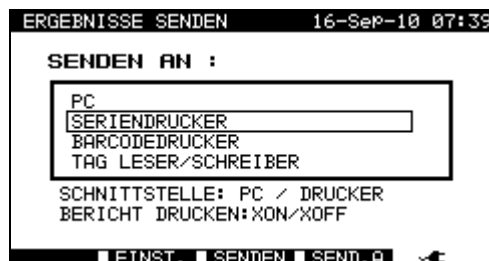 ERGEBNISSE SENDEN 16-Sep-10 07:39
SENDEN AN :
PC
SERIENDRUCKER
BARCODEDRUCKER
TAG LESER/SCHREIBER
SCHNITTSTELLE: PC / DRUCKER
BERICHT DRUCKEN:XON/XOFF
EINST. SENDEN SEND.A